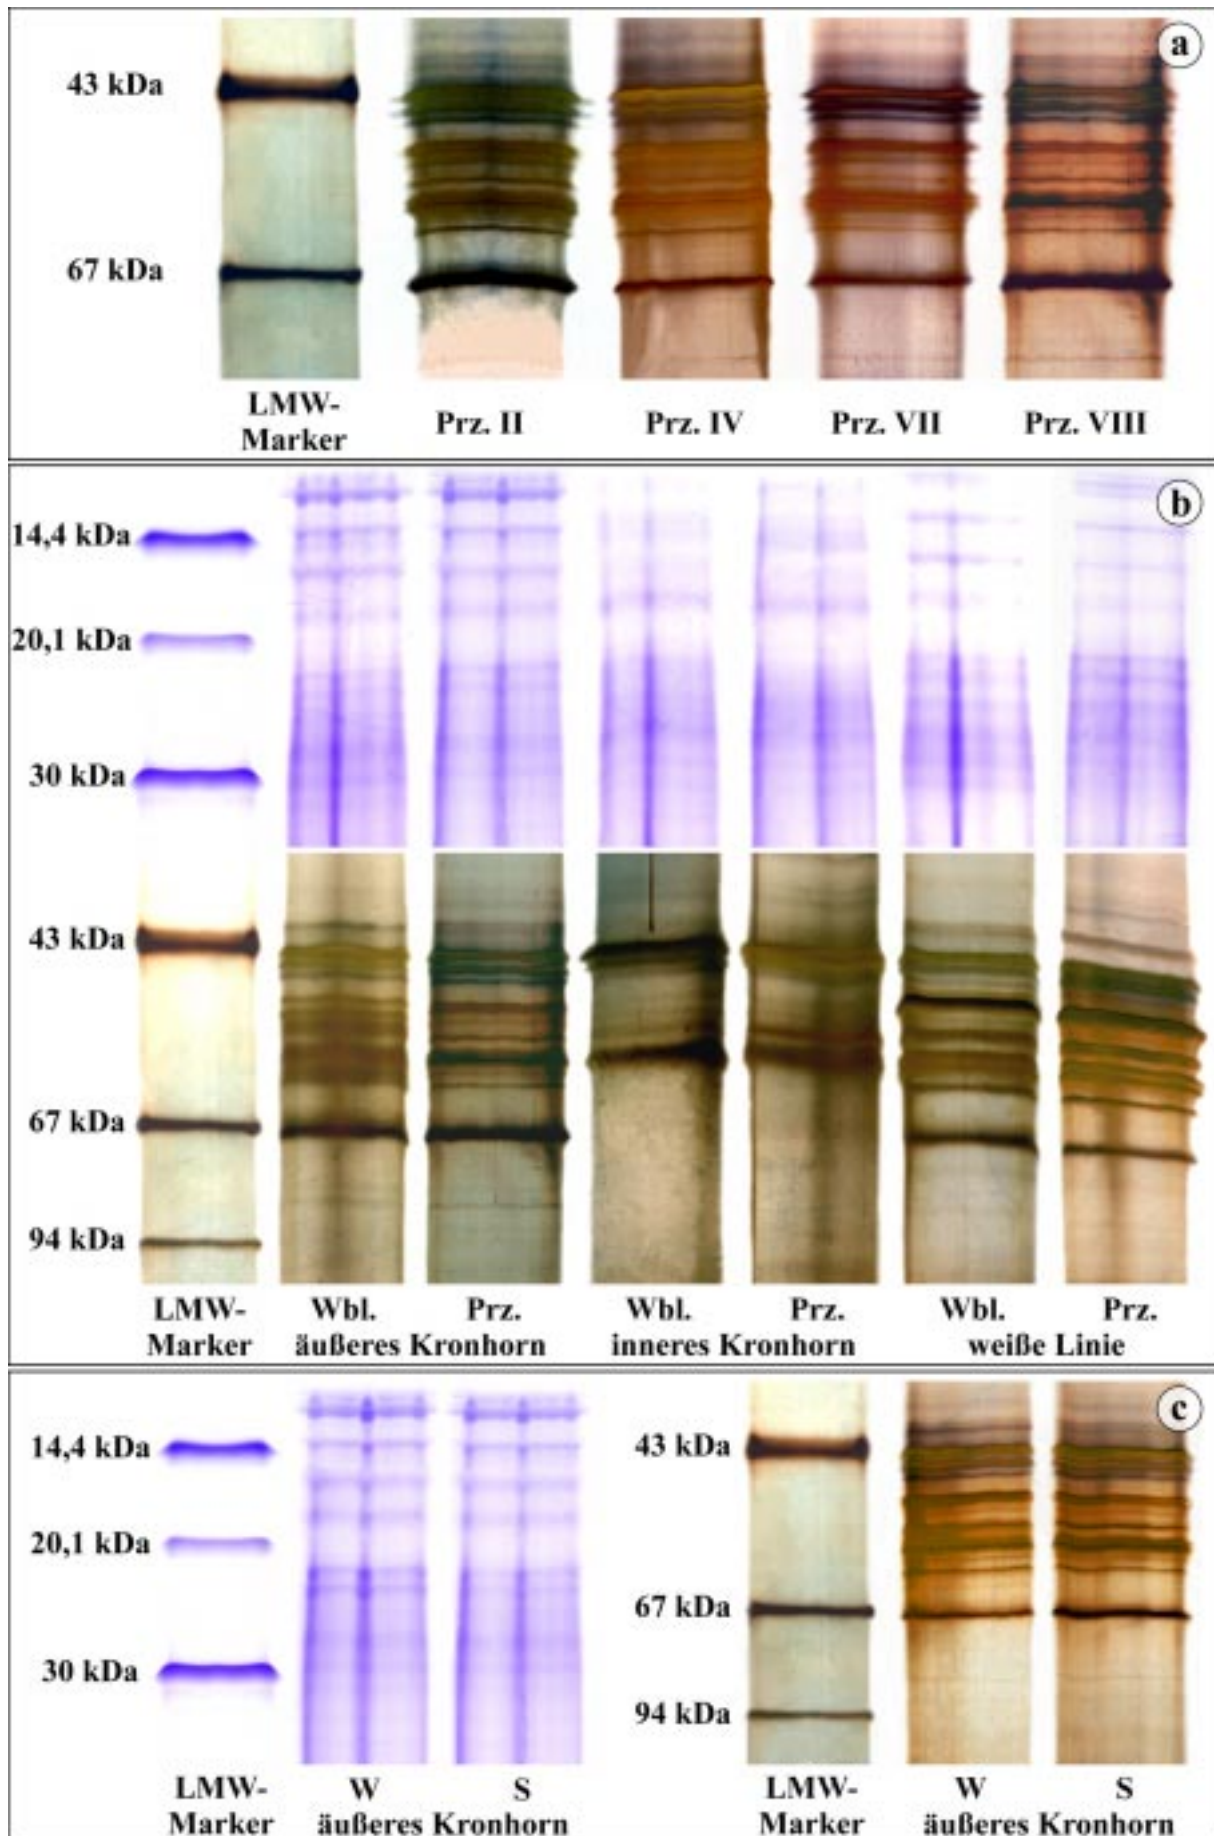 a
43 kDa
67 kDa
LMW-
Marker
Prz. II
Prz. IV
Prz. VII
Prz. VIII
b
14,4 kDa
20,1 kDa
30 kDa
43 kDa
67 kDa
94 kDa
LMW-
Marker
Wbl. Prz.
äußeres Kronhorn
Wbl. Prz.
inneres Kronhorn
Wbl. Prz.
weiße Linie
c
14,4 kDa
20,1 kDa
30 kDa
LMW-
Marker
W S
äußeres Kronhorn
43 kDa
67 kDa
94 kDa
LMW-
Marker
W S
äußeres Kronhorn